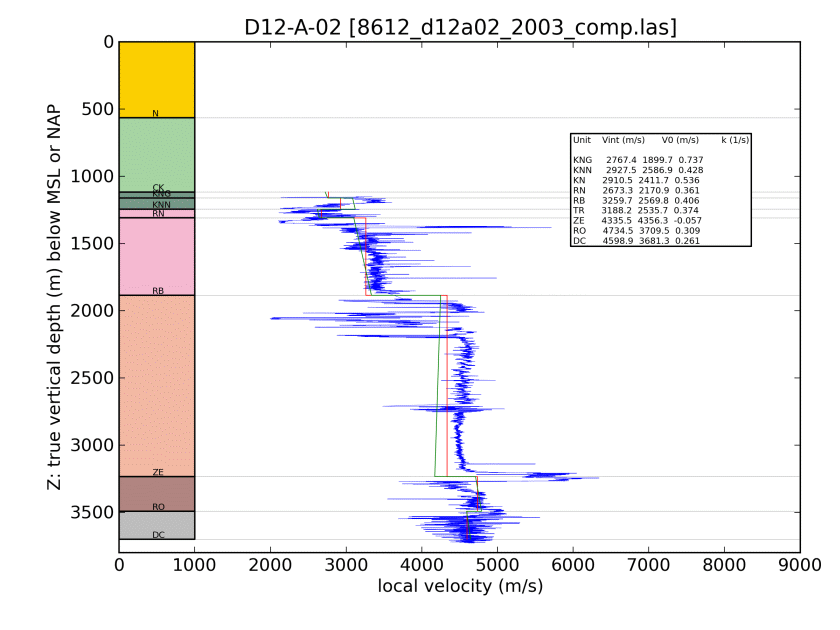 D12-A-02 [8612_d12a02_2003_comp.las]
Z: true vertical depth (m) below MSL or NAP
0
500
1000
1500
2000
2500
3000
3500
N
CK
KNG
KNN
RN
RB
ZE
RO
DC
Unit Vint (m/s) V0 (m/s) k (1/s)
KNG 2767.4 1899.7 0.737
KNN 2927.5 2586.9 0.428
KN 2910.5 2411.7 0.536
RN 2673.3 2170.9 0.361
RB 3259.7 2569.8 0.406
TR 3188.2 2535.7 0.374
ZE 4335.5 4356.3 -0.057
RO 4734.5 3709.5 0.309
DC 4598.9 3681.3 0.261
0 1000 2000 3000 4000 5000 6000 7000 8000 9000
local velocity (m/s)